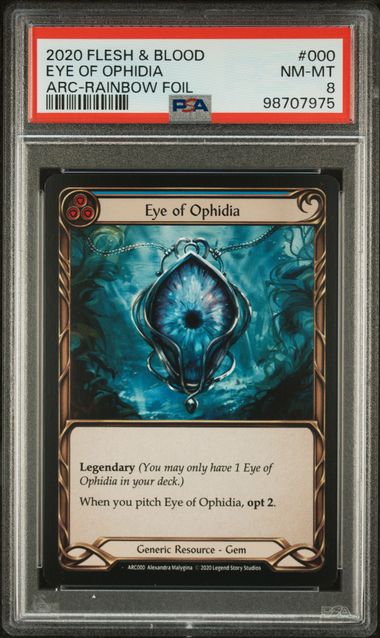 2020 FLESH & BLOOD #000
EYE OF OPHIDIA NM-MT
ARC-RAINBOW FOIL 8
PSA 98707975
Eye of Ophidia
Legendary (You may only have 1 Eye of
Ophidia in your deck.)
When you pitch Eye of Ophidia, opt 2.
Generic Resource - Gem
ARC000 Alexandra Malygina © 2020 Legend Story Studios
PSA